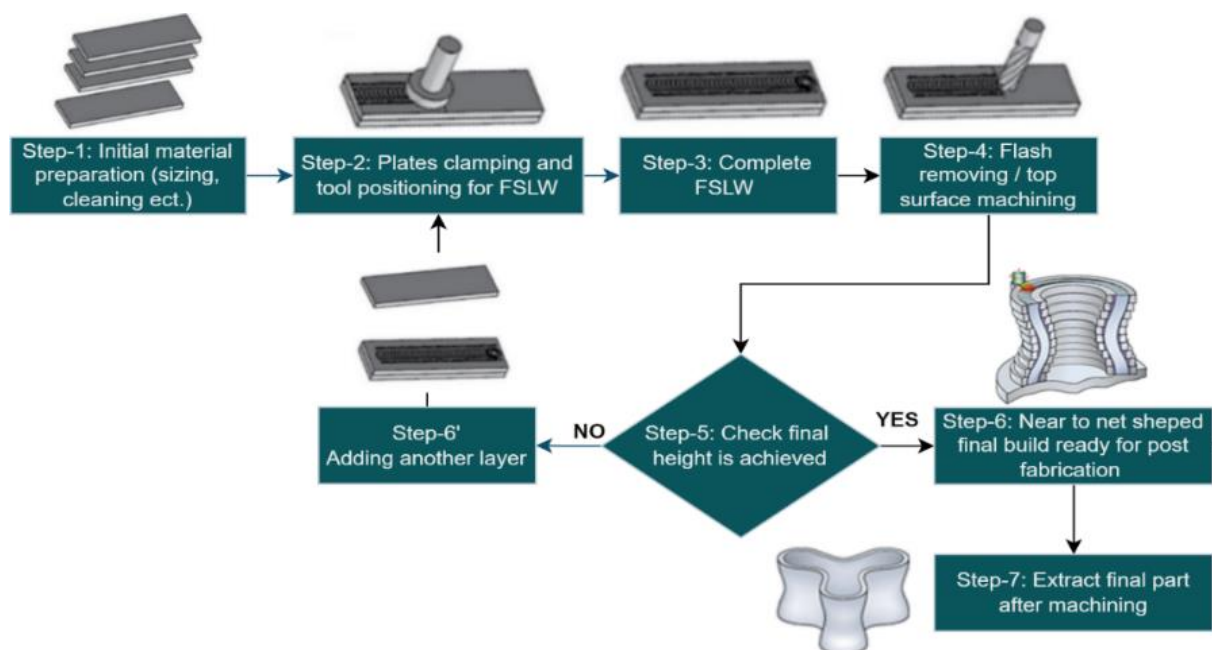 Step-1: Initial material
preparation (sizing,
cleaning ect.)
Step-2: Plates clamping and
tool positioning for FSLW
Step-3: Complete
FSLW
Step-4: Flash
removing / top
surface machining
Step-5: Check final
height is achieved
NO
YES
Step-6'
Adding another layer
Step-6: Near to net sheped
final build ready for post
fabrication
Step-7: Extract final part
after machining